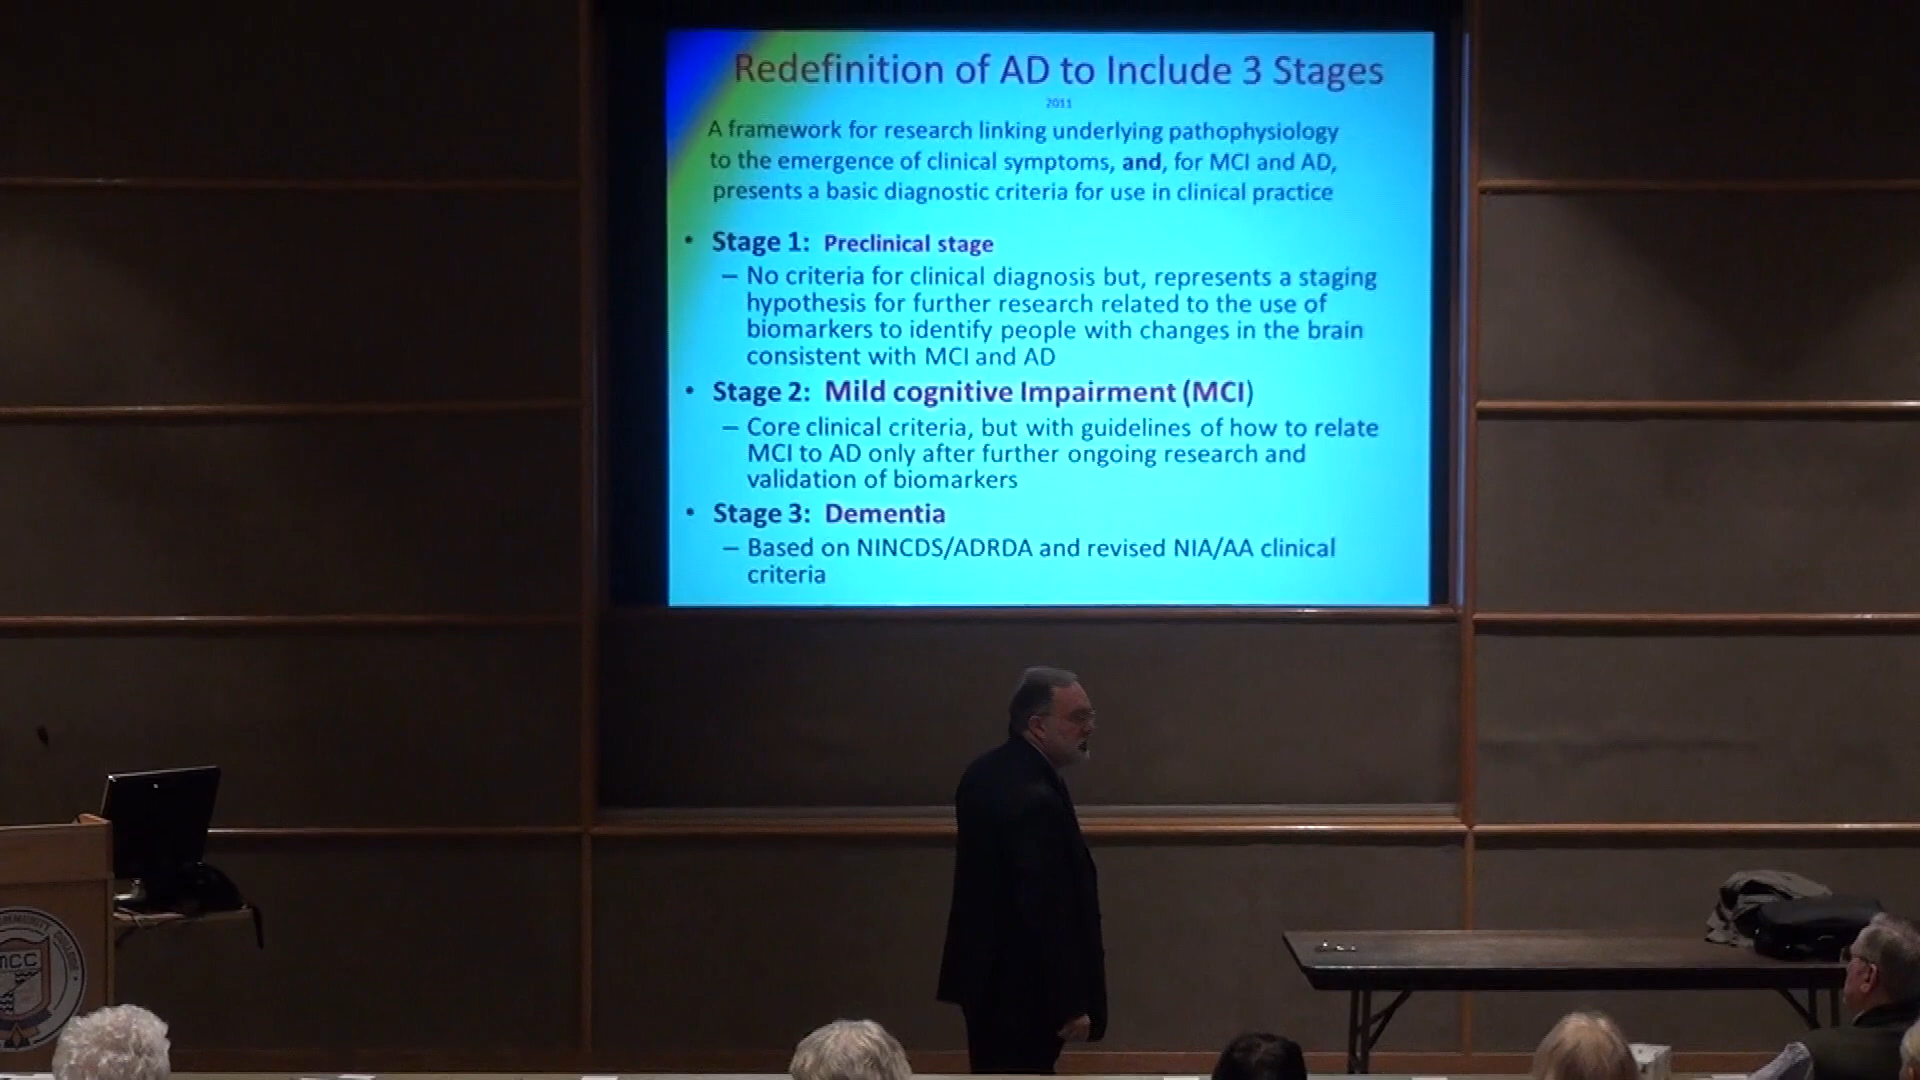 Redefinition of AD to Include 3 Stages
2011
A framework for research linking underlying pathophysiology
to the emergence of clinical symptoms, and, for MCI and AD,
presents a basic diagnostic criteria for use in clinical practice
• Stage 1: Preclinical stage
– No criteria for clinical diagnosis but, represents a staging
hypothesis for further research related to the use of
biomarkers to identify people with changes in the brain
consistent with MCI and AD
• Stage 2: Mild cognitive Impairment (MCI)
– Core clinical criteria, but with guidelines of how to relate
MCI to AD only after further ongoing research and
validation of biomarkers
• Stage 3: Dementia
– Based on NINCDS/ADRDA and revised NIA/AA clinical
criteria
COMMUNITY COLLEGE
MCC